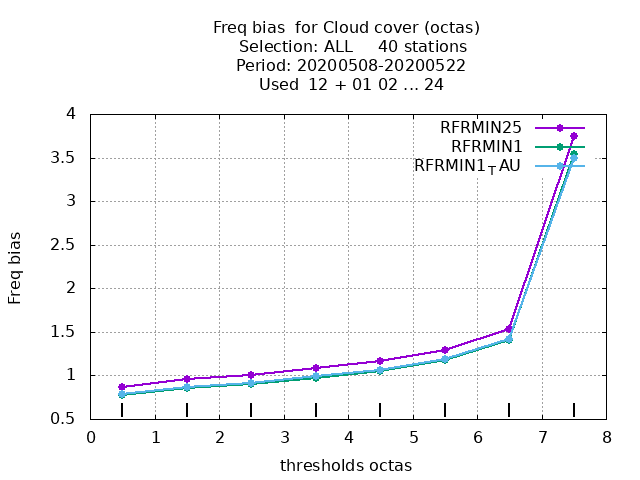 Freq bias  for Cloud cover (octas)
Selection: ALL     40 stations
Period: 20200508-20200522
Used  12 + 01 02 ... 24
RFRMIN25
RFRMIN1
RFRMIN1TAU
4
3.5
3
2.5
2
1.5
1
0.5
Freq bias
0 1 2 3 4 5 6 7 8
thresholds octas